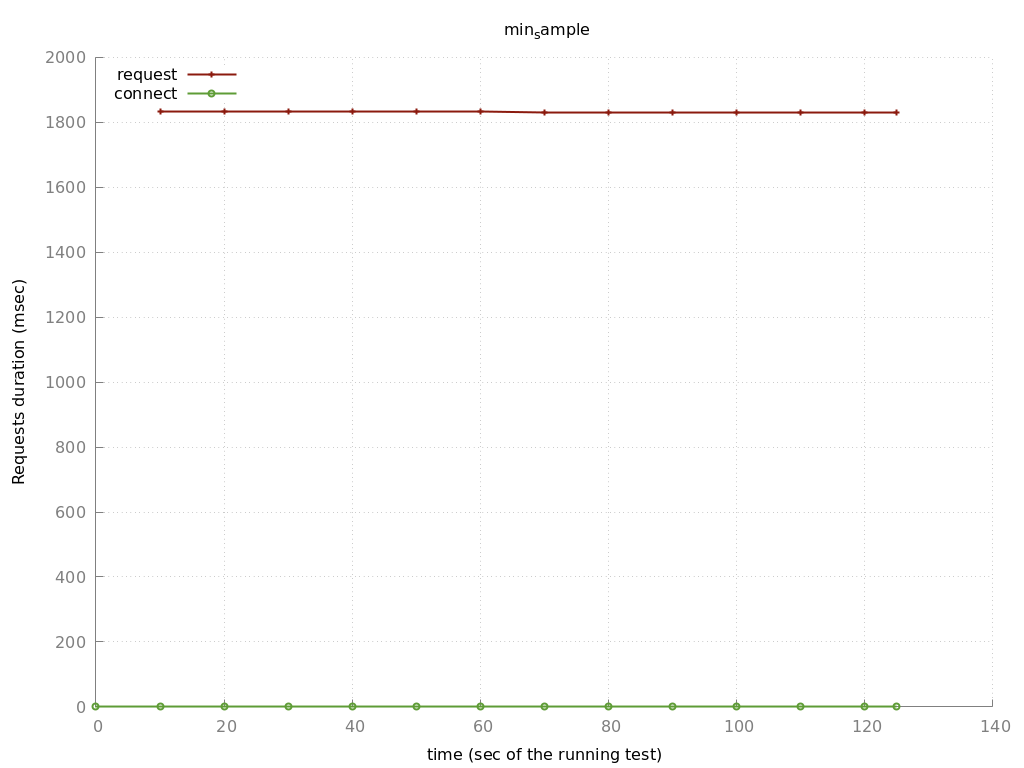 min_sample
2000
request
connect
1800
1600
1400
1200
1000
800
600
400
200
0
Requests duration (msec)
0 20 40 60 80 100 120 140
time (sec of the running test)